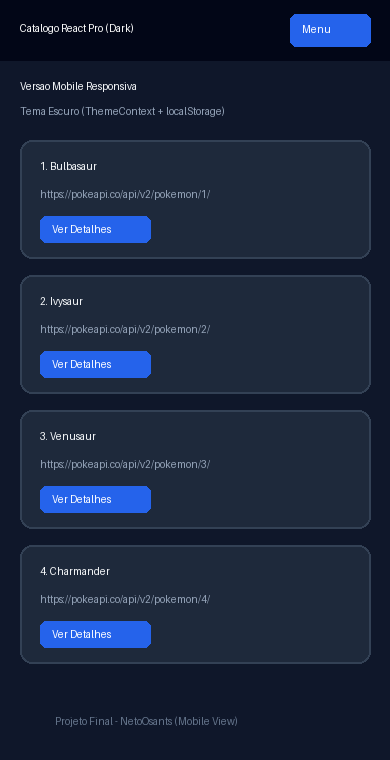 Catalogo React Pro (Dark)
Menu
Versao Mobile Responsiva
Tema Escuro (ThemeContext + localStorage)
1. Bulbasaur
https://pokeapi.co/api/v2/pokemon/1/
Ver Detalhes
2. Ivysaur
https://pokeapi.co/api/v2/pokemon/2/
Ver Detalhes
3. Venusaur
https://pokeapi.co/api/v2/pokemon/3/
Ver Detalhes
4. Charmander
https://pokeapi.co/api/v2/pokemon/4/
Ver Detalhes
Projeto Final - NetoOsants (Mobile View)